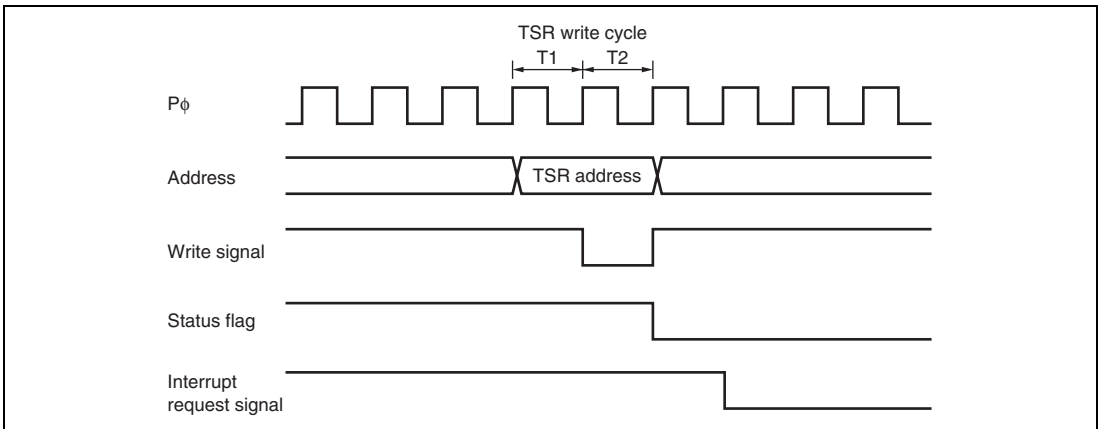 TSR write cycle
T1 T2
Pϕ
Address
TSR address
Write signal
Status flag
Interrupt
request signal